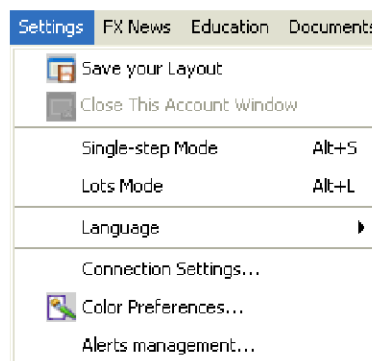 Settings FX News Education Documents
Save your Layout
Close This Account Window
Single-step Mode Alt+S
Lots Mode Alt+L
Language
Connection Settings...
Color Preferences...
Alerts management...